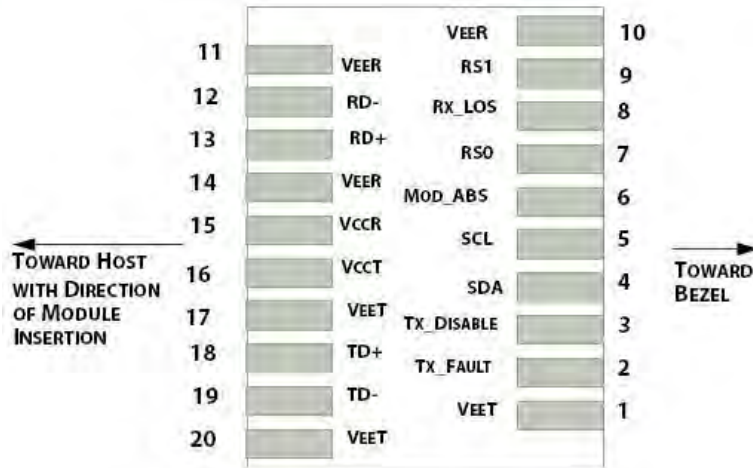 VEER 10
11 VEER
RS1 9
12 RD-
RX_LOS 8
13 RD+
RS0 7
14 VEER
MOD_ABS 6
15 VCCR
SCL 5
TOWARD HOST
WITH DIRECTION
OF MODULE
INSERTION
TOWARD
BEZEL
16 VCCT
SDA 4
17 VEET
TX_DISABLE 3
18 TD+
TX_FAULT 2
19 TD-
VEET 1
20 VEET